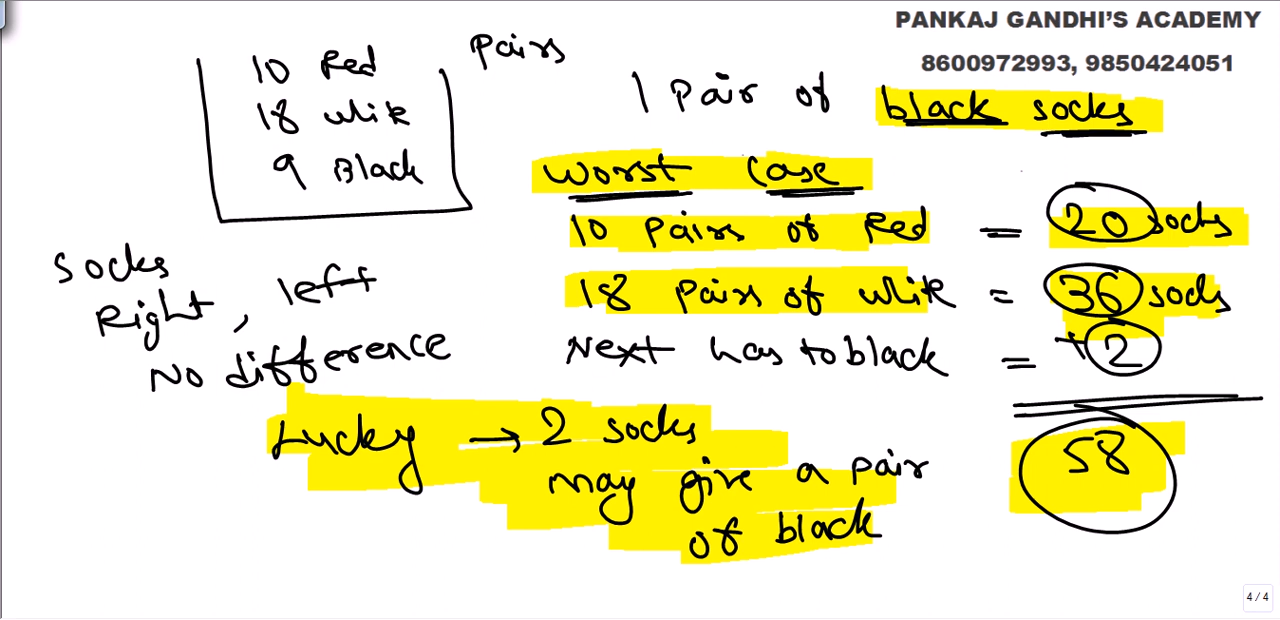 PANKAJ GANDHI'S ACADEMY
8600972993, 9850424051
10 Red
18 white
9 Black
Pairs
1 Pair of black socks
Worst Case
10 Pairs of Red = 20 socks
18 Pairs of white = 36 socks
Next has to black = +2
58
Socks
Right, left
No difference
Lucky → 2 socks
may give a pair
of black
4 / 4